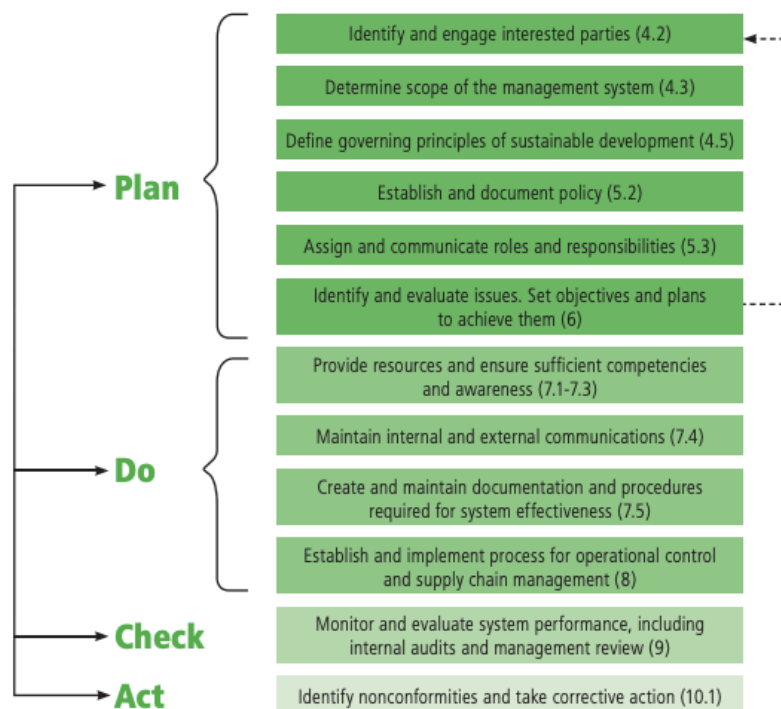 Identify and engage interested parties (4.2)
Determine scope of the management system (4.3)
Define governing principles of sustainable development (4.5)
Plan
Establish and document policy (5.2)
Assign and communicate roles and responsibilities (5.3)
Identify and evaluate issues. Set objectives and plans
to achieve them (6)
Provide resources and ensure sufficient competencies
and awareness (7.1-7.3)
Maintain internal and external communications (7.4)
Do
Create and maintain documentation and procedures
required for system effectiveness (7.5)
Establish and implement process for operational control
and supply chain management (8)
Check
Monitor and evaluate system performance, including
internal audits and management review (9)
Act
Identify nonconformities and take corrective action (10.1)